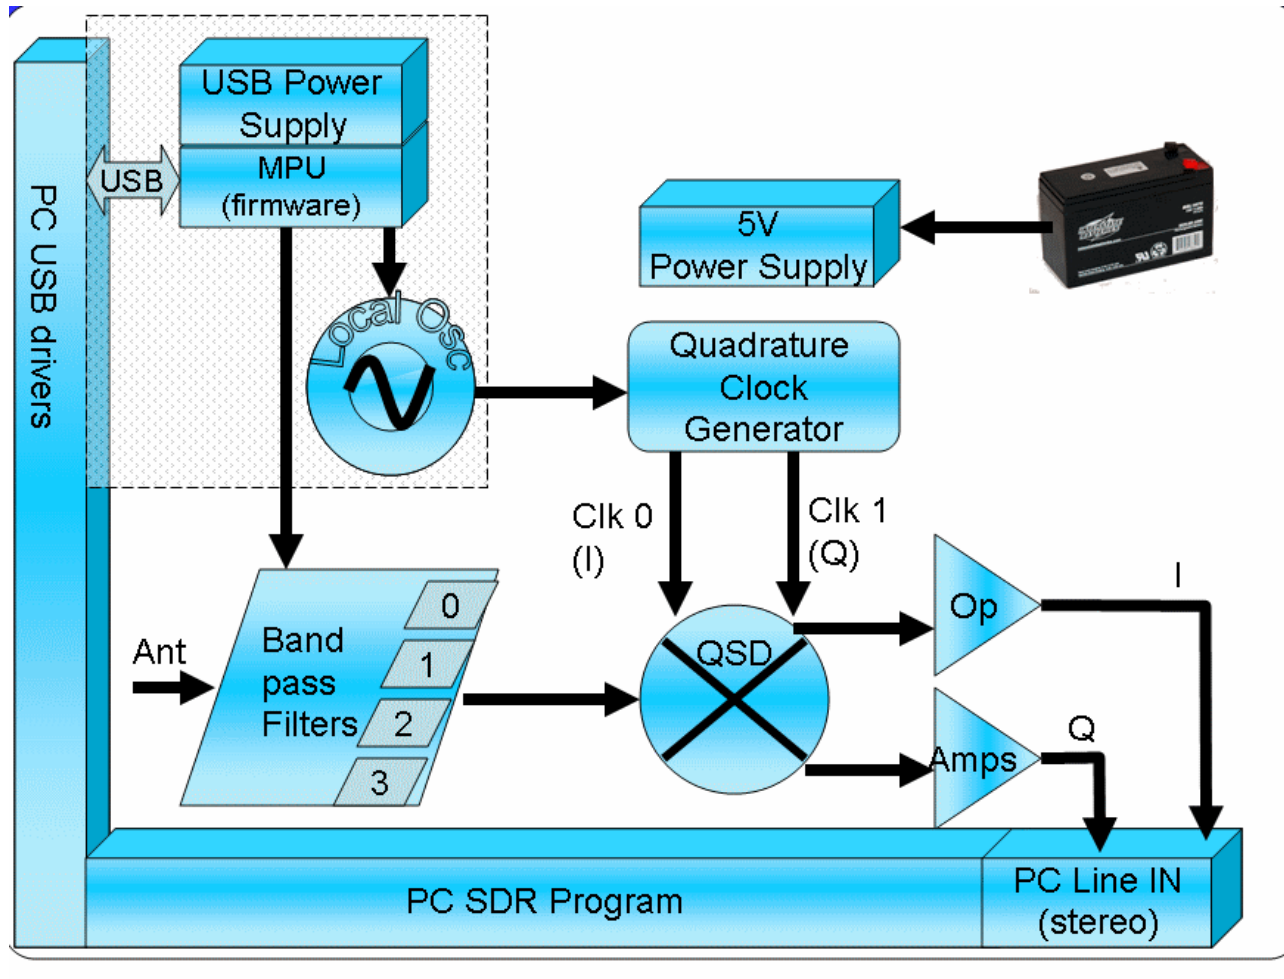 USB Power
Supply
MPU
(firmware)
USB
PC USB drivers
Local Osc
5V
Power Supply
Quadrature
Clock
Generator
Clk 0
(I)
Clk 1
(Q)
Ant
Band
pass
Filters
0
1
2
3
QSD
Op
Amps
I
Q
PC SDR Program
PC Line IN
(stereo)